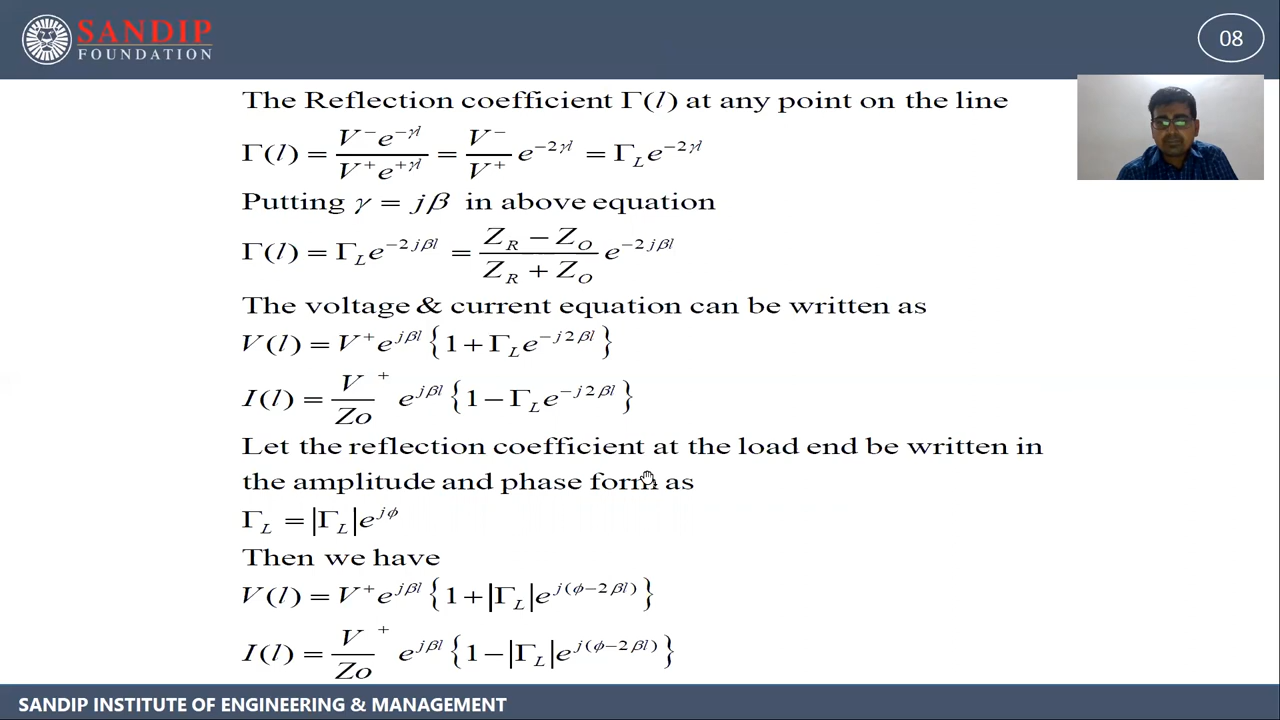 SANDIP
FOUNDATION
08
The Reflection coefficient Γ(l) at any point on the line
Γ(l) = V⁻e^{-γl} / V⁺e^{+γl} = V⁻ / V⁺ e^{-2γl} = Γ_L e^{-2γl}
Putting γ = jβ in above equation
Γ(l) = Γ_L e^{-2jβl} = (Z_R − Z_O) / (Z_R + Z_O) e^{-2jβl}
The voltage & current equation can be written as
V(l) = V⁺e^{jβl} {1 + Γ_L e^{-j2βl}}
I(l) = V⁺ / Zo e^{jβl} {1 − Γ_L e^{-j2βl}}
Let the reflection coefficient at the load end be written in
the amplitude and phase form as
Γ_L = |Γ_L| e^{jϕ}
Then we have
V(l) = V⁺e^{jβl} {1 + |Γ_L| e^{j(ϕ−2βl)}}
I(l) = V⁺ / Zo e^{jβl} {1 − |Γ_L| e^{j(ϕ−2βl)}}
SANDIP INSTITUTE OF ENGINEERING & MANAGEMENT